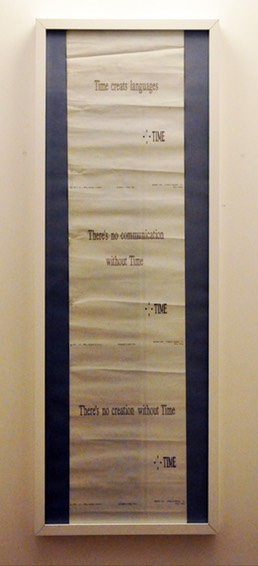 Time creats languages
-:- TIME
There's no communication
without Time
-:- TIME
There's no creation without Time
-:- TIME